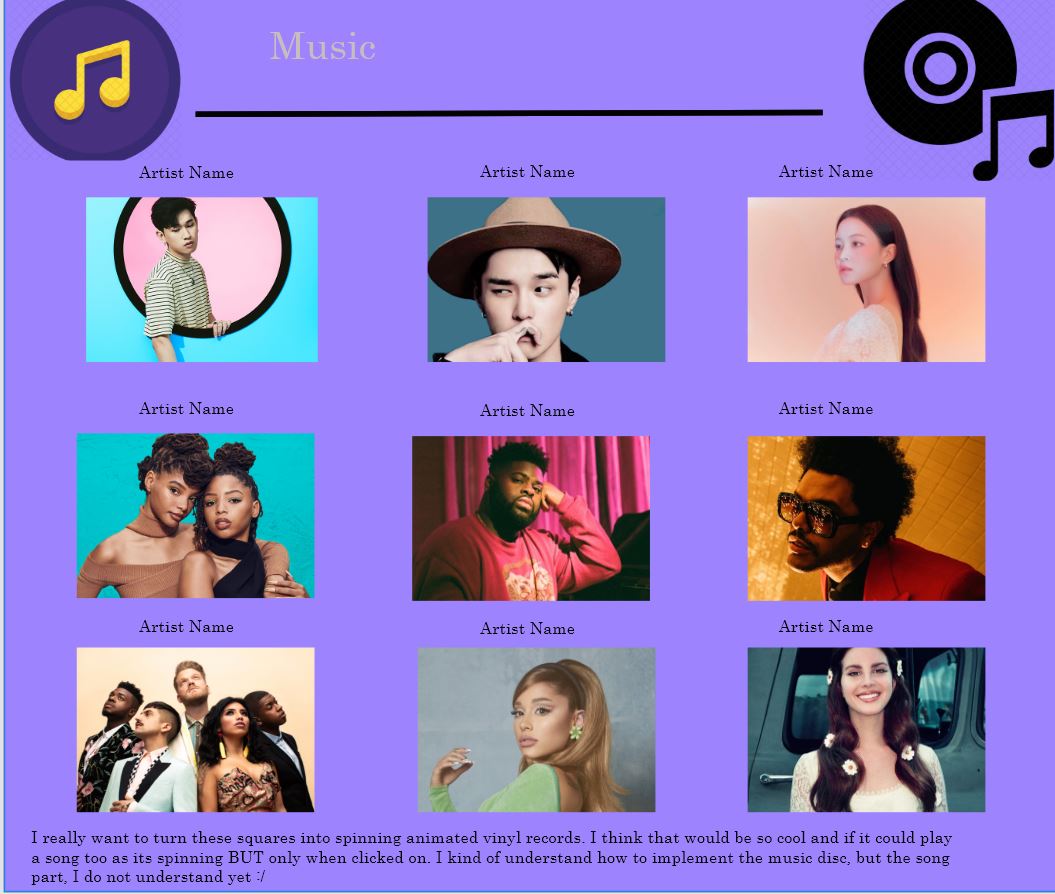 Music
Artist Name
Artist Name
Artist Name
Artist Name
Artist Name
Artist Name
Artist Name
Artist Name
Artist Name
I really want to turn these squares into spinning animated vinyl records. I think that would be so cool and if it could play
a song too as its spinning BUT only when clicked on. I kind of understand how to implement the music disc, but the song
part, I do not understand yet :/